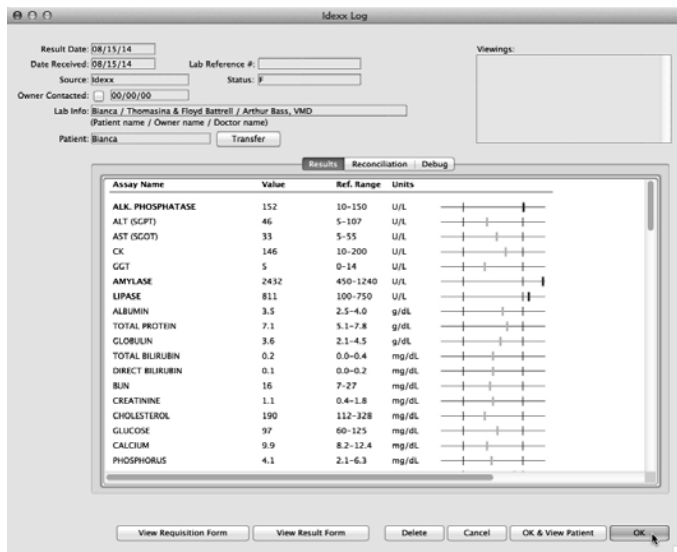 Idexx Log
Result Date: 08/15/14
Viewings:
Date Received: 08/15/14 Lab Reference #:
Source: Idexx Status: F
Owner Contacted: 00/00/00
Lab Info: Bianca / Thomasina & Floyd Battrell / Arthur Bass, VMD
(Patient name / Owner name / Doctor name)
Patient: Bianca Transfer
Results Reconciliation Debug
Assay Name Value Ref. Range Units
ALK. PHOSPHATASE 152 10-150 U/L
ALT (SGPT) 46 5-107 U/L
AST (SGOT) 33 5-55 U/L
CK 146 10-200 U/L
GGT 5 0-14 U/L
AMYLASE 2432 450-1240 U/L
LIPASE 811 100-750 U/L
ALBUMIN 3.5 2.5-4.0 g/dL
TOTAL PROTEIN 7.1 5.1-7.8 g/dL
GLOBULIN 3.6 2.1-4.5 g/dL
TOTAL BILIRUBIN 0.2 0.0-0.4 mg/dL
DIRECT BILIRUBIN 0.1 0.0-0.2 mg/dL
BUN 16 7-27 mg/dL
CREATININE 1.1 0.4-1.8 mg/dL
CHOLESTEROL 190 112-328 mg/dL
GLUCOSE 97 60-125 mg/dL
CALCIUM 9.9 8.2-12.4 mg/dL
PHOSPHORUS 4.1 2.1-6.3 mg/dL
View Requisition Form View Result Form Delete Cancel OK & View Patient OK